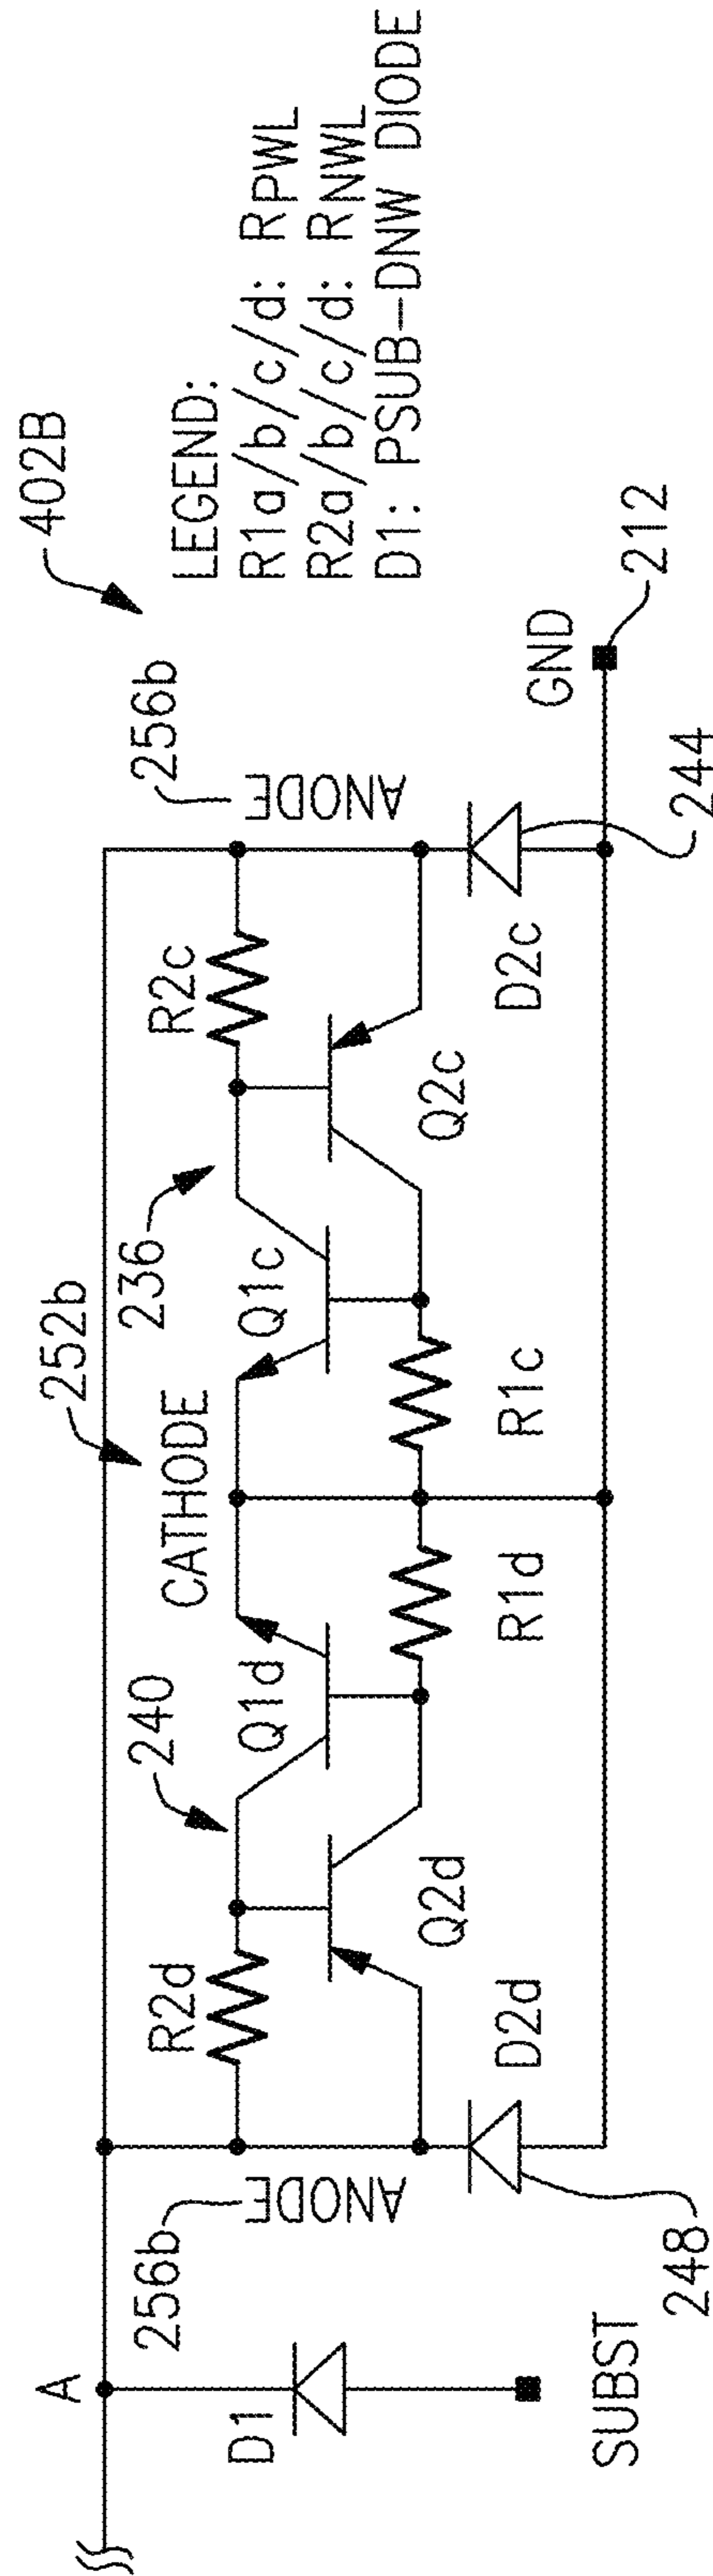 402B
LEGEND:
R1a/b/c/d: RPWL
R2a/b/c/d: RNWL
D1: PSUB-DNW DIODE
A
256b
ANODE
R2d
240
Q1d
252b
CATHODE
236
Q1c
R2c
256b
ANODE
D1
SUBST
248
D2d
Q2d
R1d
R1c
Q2c
D2c
244
GND
212